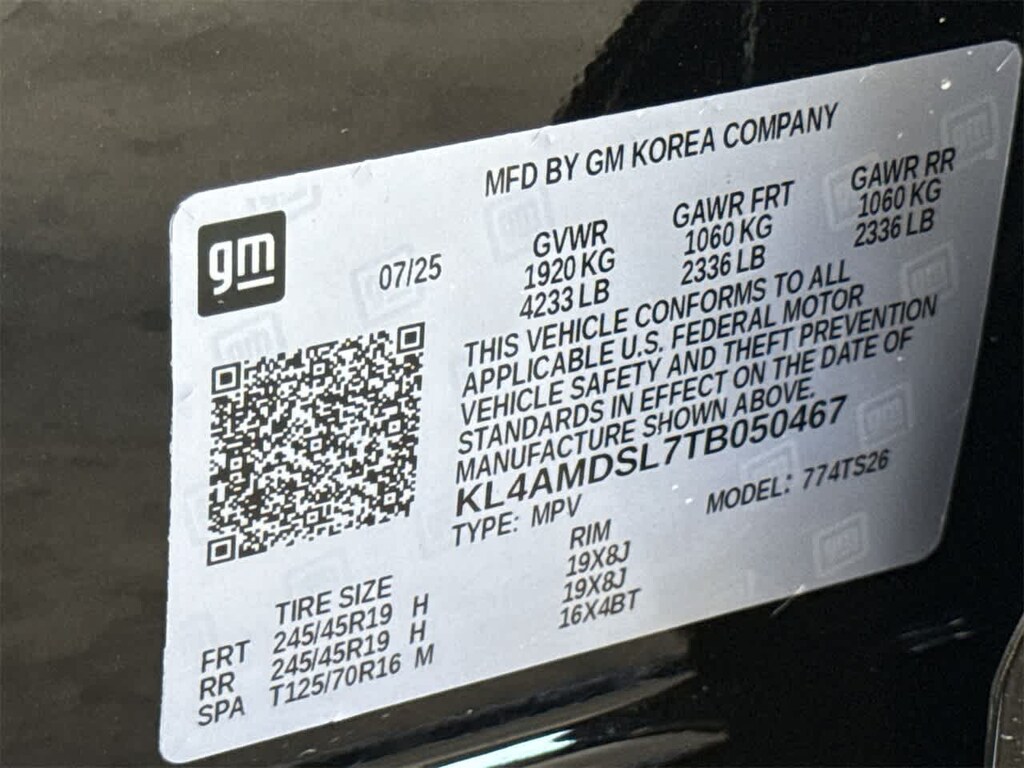 MFD BY GM KOREA COMPANY
gm
07/25
GVWR GAWR FRT GAWR RR
1920 KG 1060 KG 1060 KG
4233 LB 2336 LB 2336 LB
THIS VEHICLE CONFORMS TO ALL
APPLICABLE U.S. FEDERAL MOTOR
VEHICLE SAFETY AND THEFT PREVENTION
STANDARDS IN EFFECT ON THE DATE OF
MANUFACTURE SHOWN ABOVE.
KL4AMDSL7TB050467
TYPE: MPV MODEL: 774TS26
TIRE SIZE RIM
FRT 245/45R19 H 19X8J
RR 245/45R19 H 19X8J
SPA T125/70R16 M 16X4BT